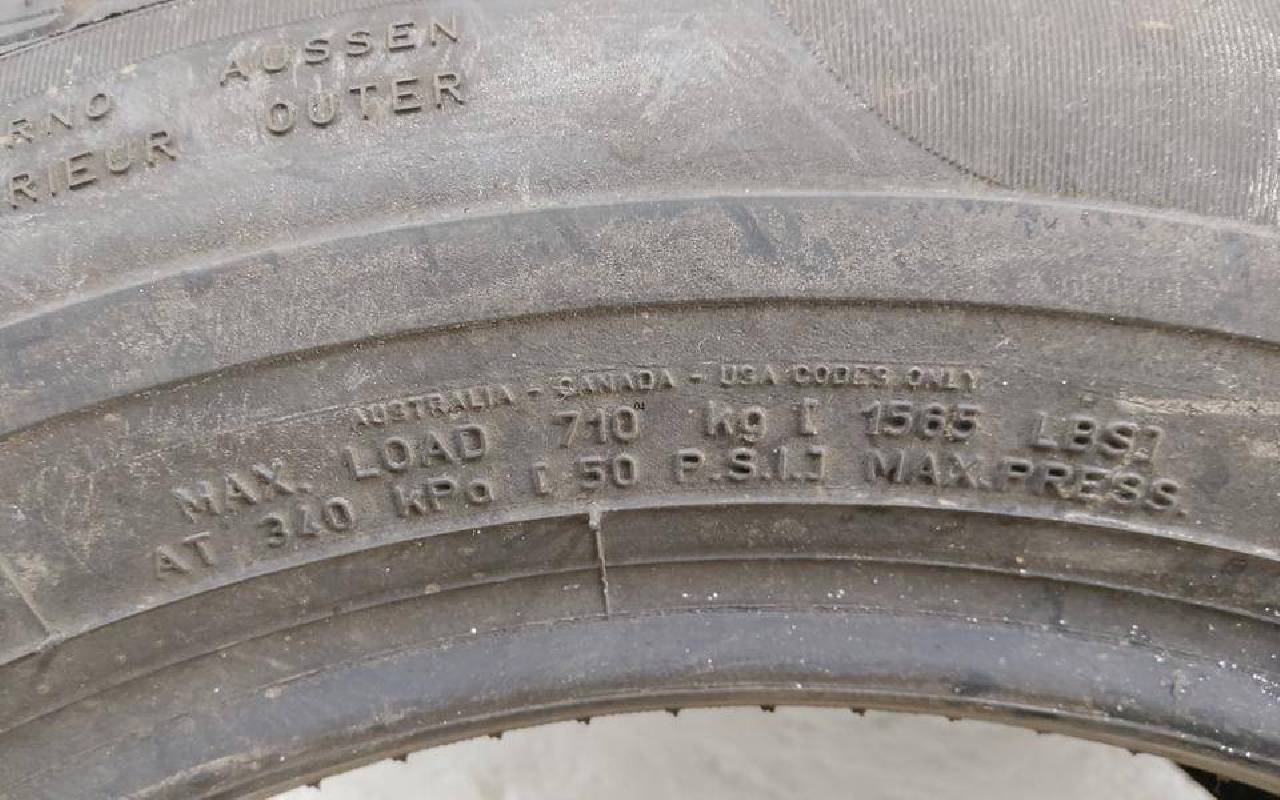 AUSSEN
OUTER
RNO
RIEUR
AUSTRALIA - CANADA - USA CODES ONLY
MAX. LOAD 710 kg [ 1565 LBS]
AT 340 kPa [ 50 P.S.I.] MAX.PRESS.